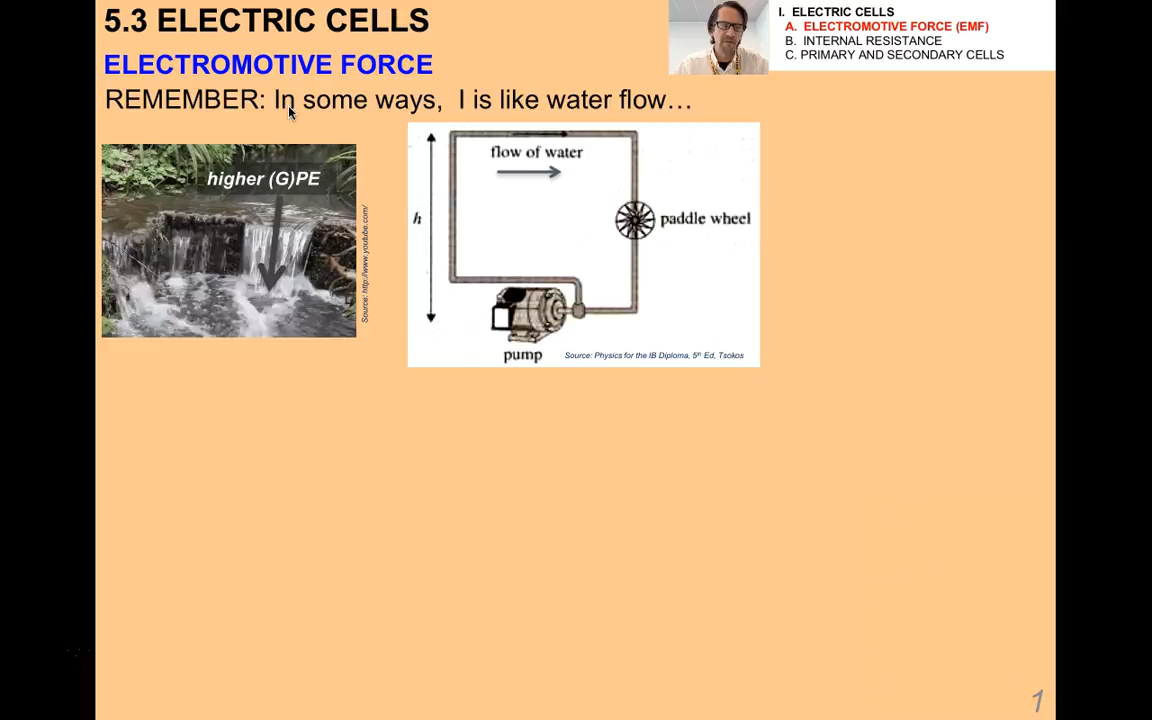 5.3 ELECTRIC CELLS
ELECTROMOTIVE FORCE
REMEMBER: In some ways, I is like water flow…
I. ELECTRIC CELLS
A. ELECTROMOTIVE FORCE (EMF)
B. INTERNAL RESISTANCE
C. PRIMARY AND SECONDARY CELLS
higher (G)PE
Source: http://www.youtube.com/
flow of water
h
paddle wheel
pump
Source: Physics for the IB Diploma, 5th Ed, Tsokos
1